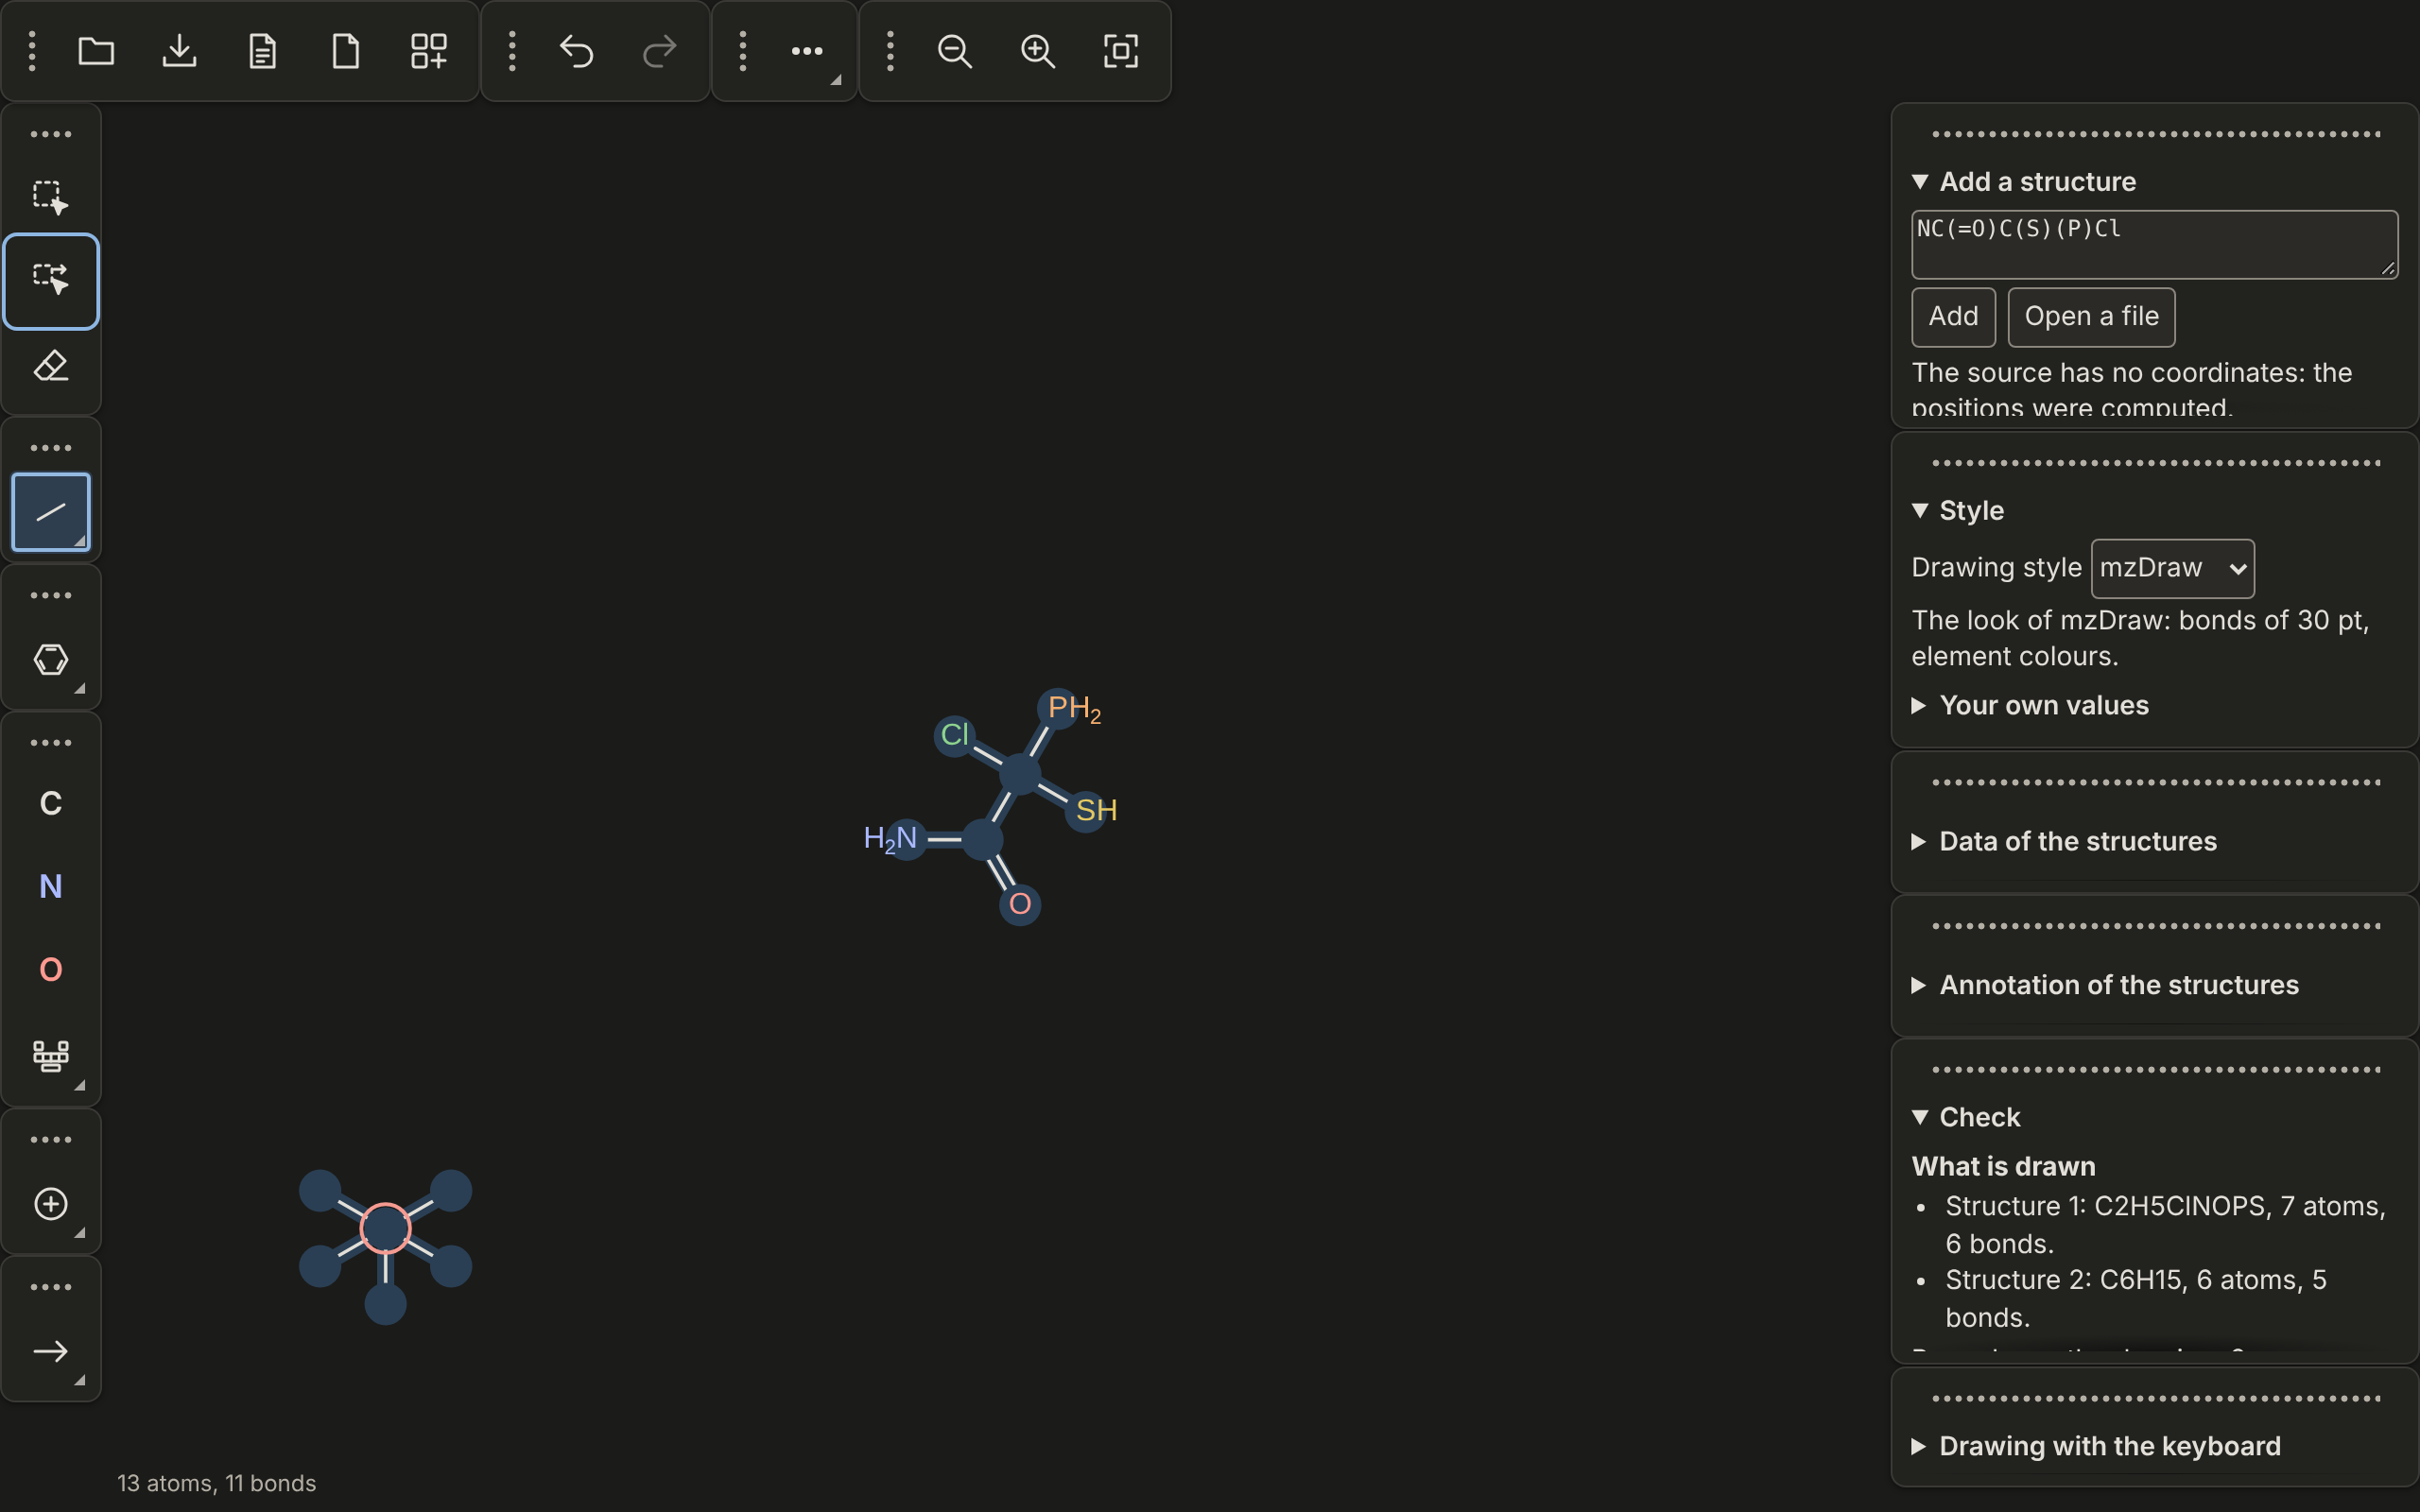 Add a structure
NC(=O)C(S)(P)Cl
Add
Open a file
The source has no coordinates: the
positions were computed.
Style
Drawing style mzDraw
The look of mzDraw: bonds of 30 pt,
element colours.
Your own values
Data of the structures
Annotation of the structures
Check
What is drawn
• Structure 1: C2H5ClNOPS, 7 atoms,
6 bonds.
• Structure 2: C6H15, 6 atoms, 5
bonds.
Drawing with the keyboard
C
N
O
PH2
Cl
SH
H2N
O
13 atoms, 11 bonds